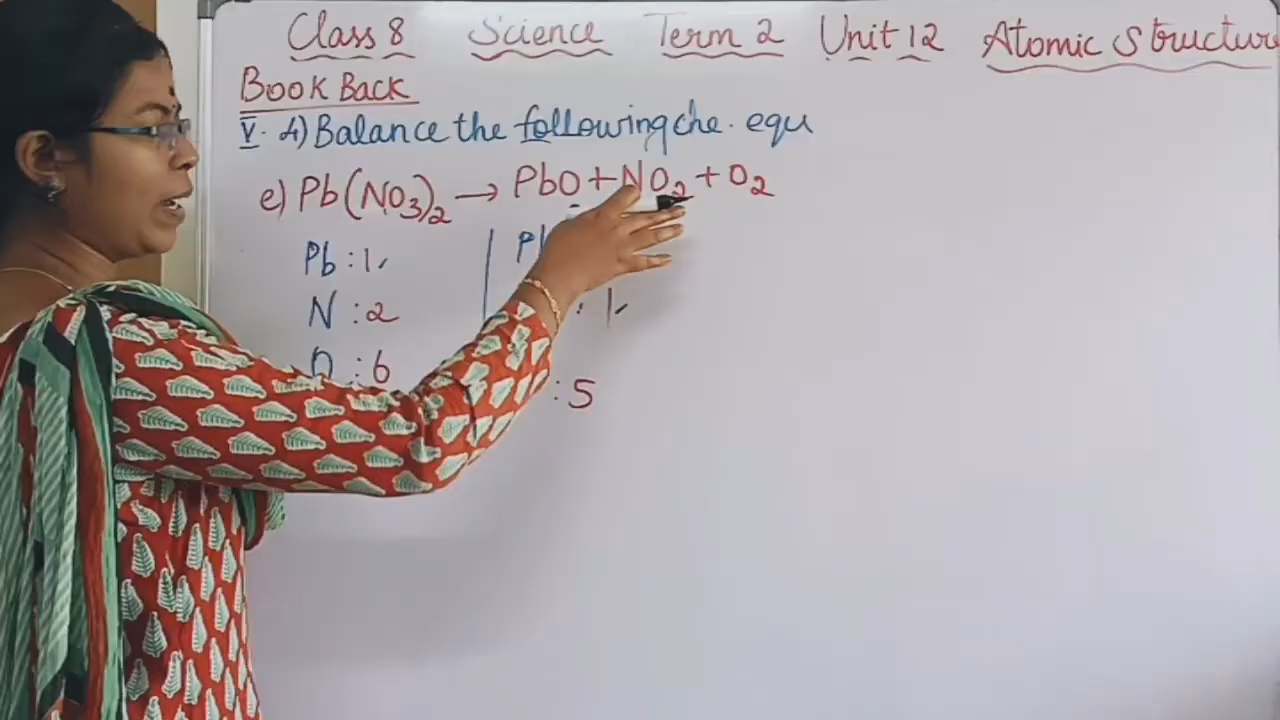 Class 8 Science Term 2 Unit 12 Atomic Structur
Book Back
V. A) Balance the following che. equ
e) Pb(NO₃)₂ → PbO + NO₂ + O₂
Pb : 1,
N : 2
O : 6
: 1,
: 5